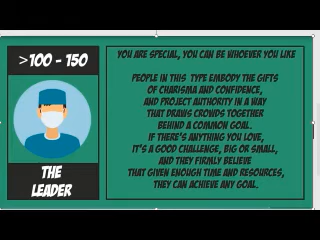 >100 - 150
THE
LEADER
YOU ARE SPECIAL, YOU CAN BE WHOEVER YOU LIKE
PEOPLE IN THIS TYPE EMBODY THE GIFTS
OF CHARISMA AND CONFIDENCE,
AND PROJECT AUTHORITY IN A WAY
THAT DRAWS CROWDS TOGETHER
BEHIND A COMMON GOAL.
IF THERE'S ANYTHING YOU LOVE,
IT'S A GOOD CHALLENGE, BIG OR SMALL,
AND THEY FIRMLY BELIEVE
THAT GIVEN ENOUGH TIME AND RESOURCES,
THEY CAN ACHIEVE ANY GOAL.